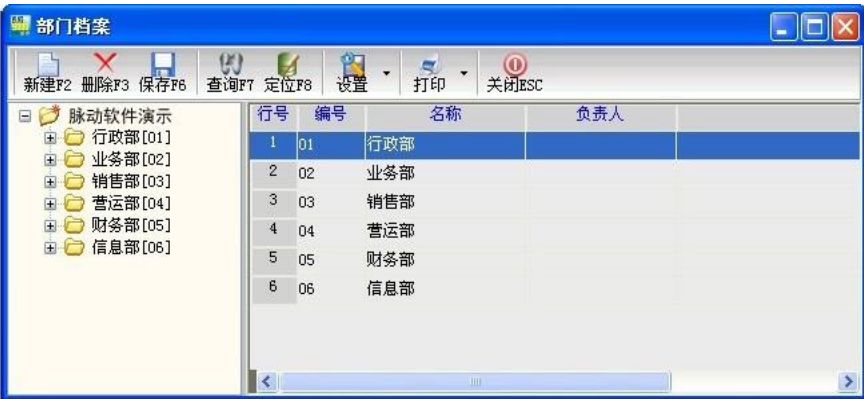 部门档案
新建F2 删除F3 保存F6 查询F7 定位F8 设置 打印 关闭ESC
脉动软件演示
行政部[01]
业务部[02]
销售部[03]
营运部[04]
财务部[05]
信息部[06]
行号 编号 名称 负责人
1 01 行政部
2 02 业务部
3 03 销售部
4 04 营运部
5 05 财务部
6 06 信息部